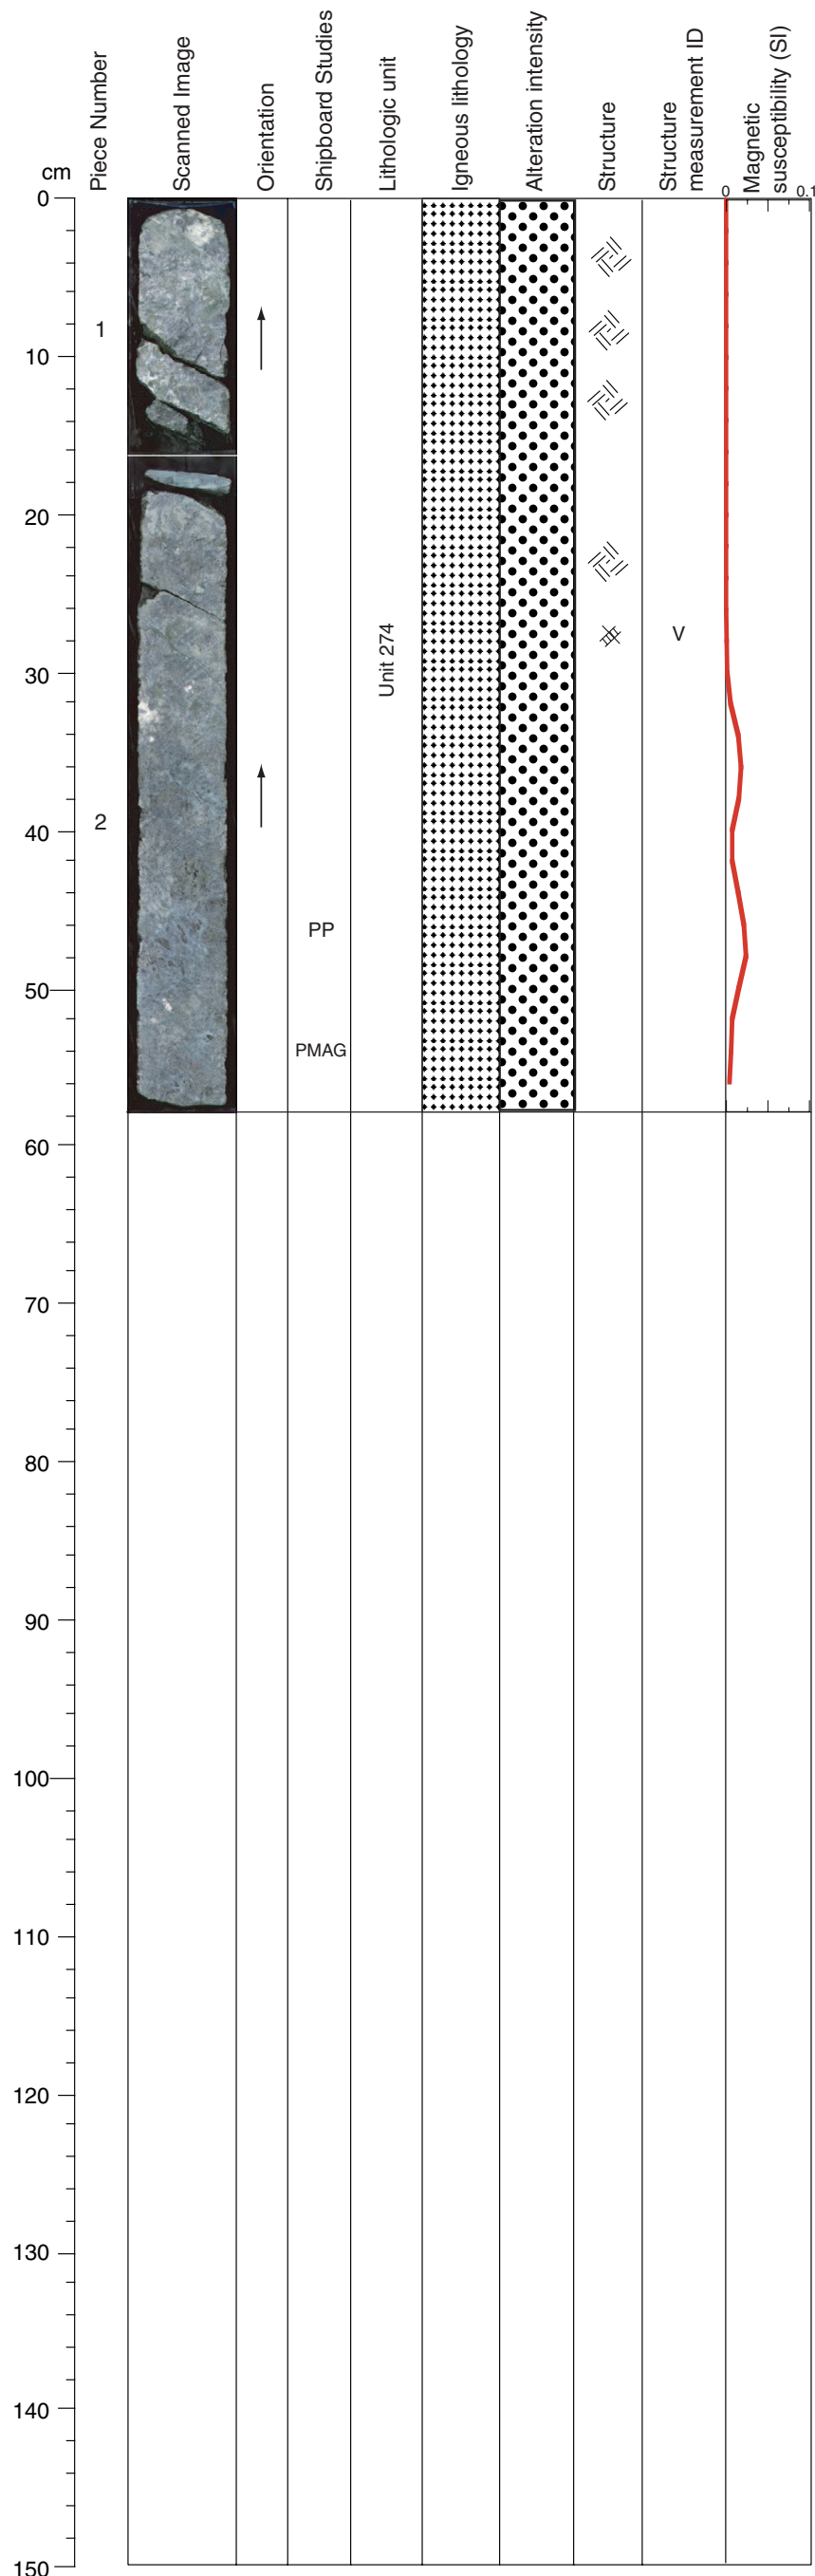 cm
Piece Number
Scanned Image
Orientation
Shipboard Studies
Lithologic unit
Igneous lithology
Alteration intensity
Structure
Structure
measurement ID
Magnetic
susceptibility (SI)
0 0.1
0
1
10
20
Unit 274
V
30
2
40
PP
50
PMAG
60
70
80
90
100
110
120
130
140
150